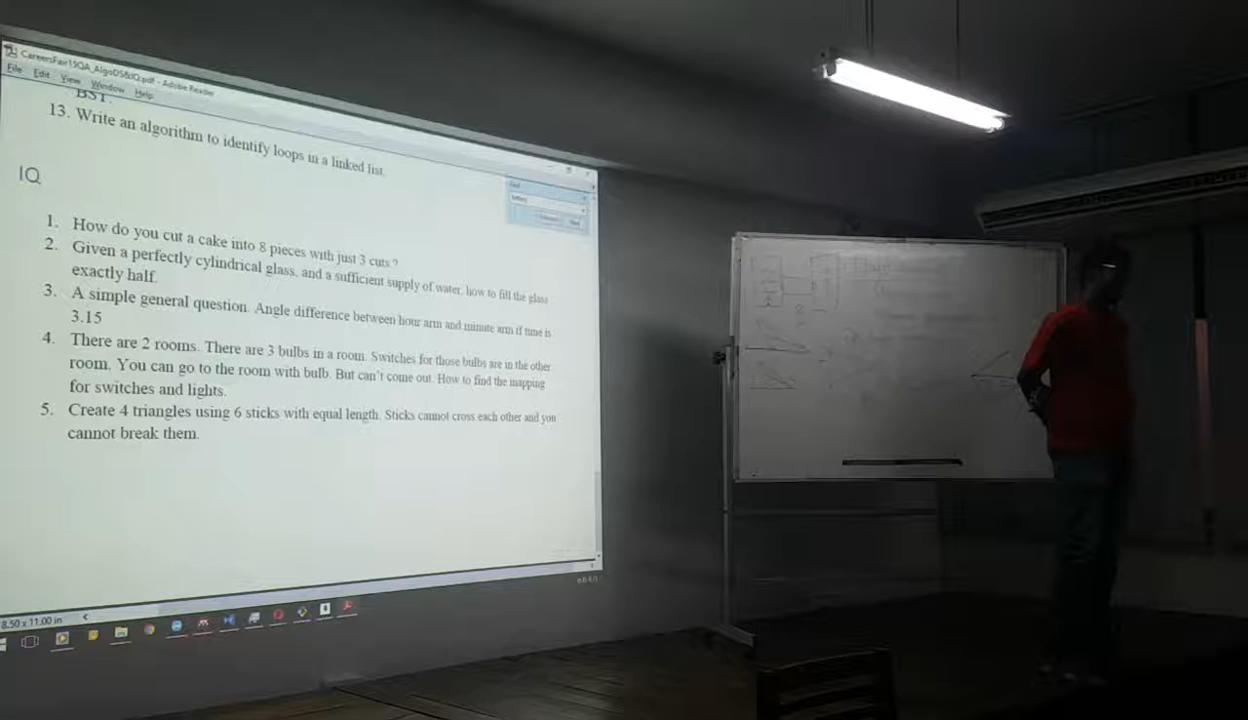 CareersFair15QA_AlgoDS&IQ.pdf - Adobe Reader
File Edit View Window Help
BST.
13. Write an algorithm to identify loops in a linked list.
IQ
1. How do you cut a cake into 8 pieces with just 3 cuts ?
2. Given a perfectly cylindrical glass, and a sufficient supply of water, how to fill the glass
exactly half.
3. A simple general question. Angle difference between hour arm and minute arm if time is
3.15
4. There are 2 rooms. There are 3 bulbs in a room. Switches for those bulbs are in the other
room. You can go to the room with bulb. But can't come out. How to find the mapping
for switches and lights.
5. Create 4 triangles using 6 sticks with equal length. Sticks cannot cross each other and you
cannot break them.
8.50 x 11.00 in